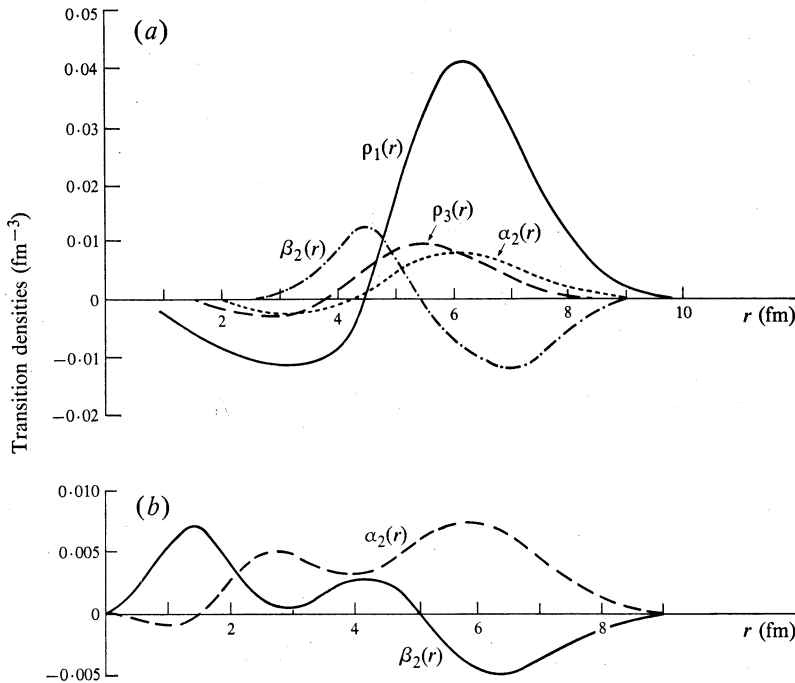 (a)
0·05
0·04
0·03
0·02
0·01
0
−0·01
−0·02
ρ₁(r)
ρ₃(r)
β₂(r)
α₂(r)
2 4 6 8 10
r (fm)
Transition densities (fm⁻³)
(b)
0·010
0·005
0
−0·005
α₂(r)
β₂(r)
2 4 6 8
r (fm)